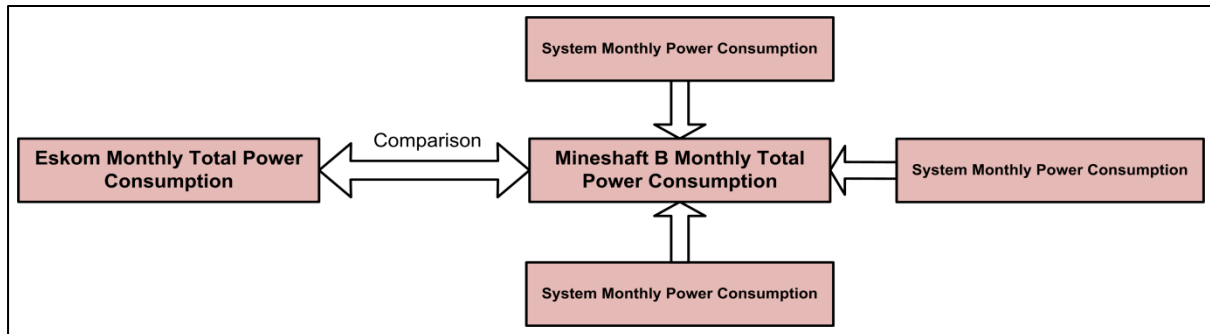 System Monthly Power Consumption
Comparison
Eskom Monthly Total Power
Consumption
Mineshaft B Monthly Total
Power Consumption
System Monthly Power Consumption
System Monthly Power Consumption